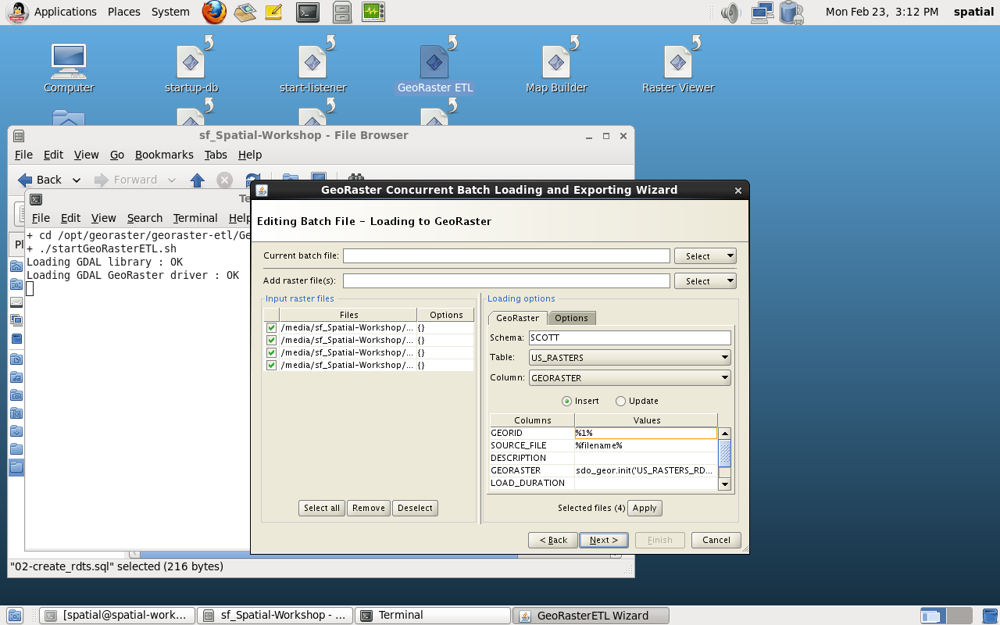 Applications Places System Mon Feb 23, 3:12 PM spatial
Computer startup-db start-listener GeoRaster ETL Map Builder Raster Viewer
sf_Spatial-Workshop - File Browser
File Edit View Go Bookmarks Tabs Help
Back Forward
GeoRaster Concurrent Batch Loading and Exporting Wizard
Te
File Edit View Search Terminal Help
Pl
+ cd /opt/georaster/georaster-etl/Ge
+ ./startGeoRasterETL.sh
Loading GDAL library : OK
Loading GDAL GeoRaster driver : OK
Editing Batch File - Loading to GeoRaster
Current batch file: Select
Add raster file(s): Select
Input raster files
Files Options
/media/sf_Spatial-Workshop/... {}
/media/sf_Spatial-Workshop/... {}
/media/sf_Spatial-Workshop/... {}
/media/sf_Spatial-Workshop/... {}
Select all Remove Deselect
Loading options
GeoRaster Options
Schema: SCOTT
Table: US_RASTERS
Column: GEORASTER
Insert Update
Columns Values
GEORID %1%
SOURCE_FILE %filename%
DESCRIPTION
GEORASTER sdo_geor.init('US_RASTERS_RD...
LOAD_DURATION
Selected files (4) Apply
< Back Next > Finish Cancel
"02-create_rdts.sql" selected (216 bytes)
[spatial@spatial-work... sf_Spatial-Workshop - ... Terminal GeoRasterETL Wizard